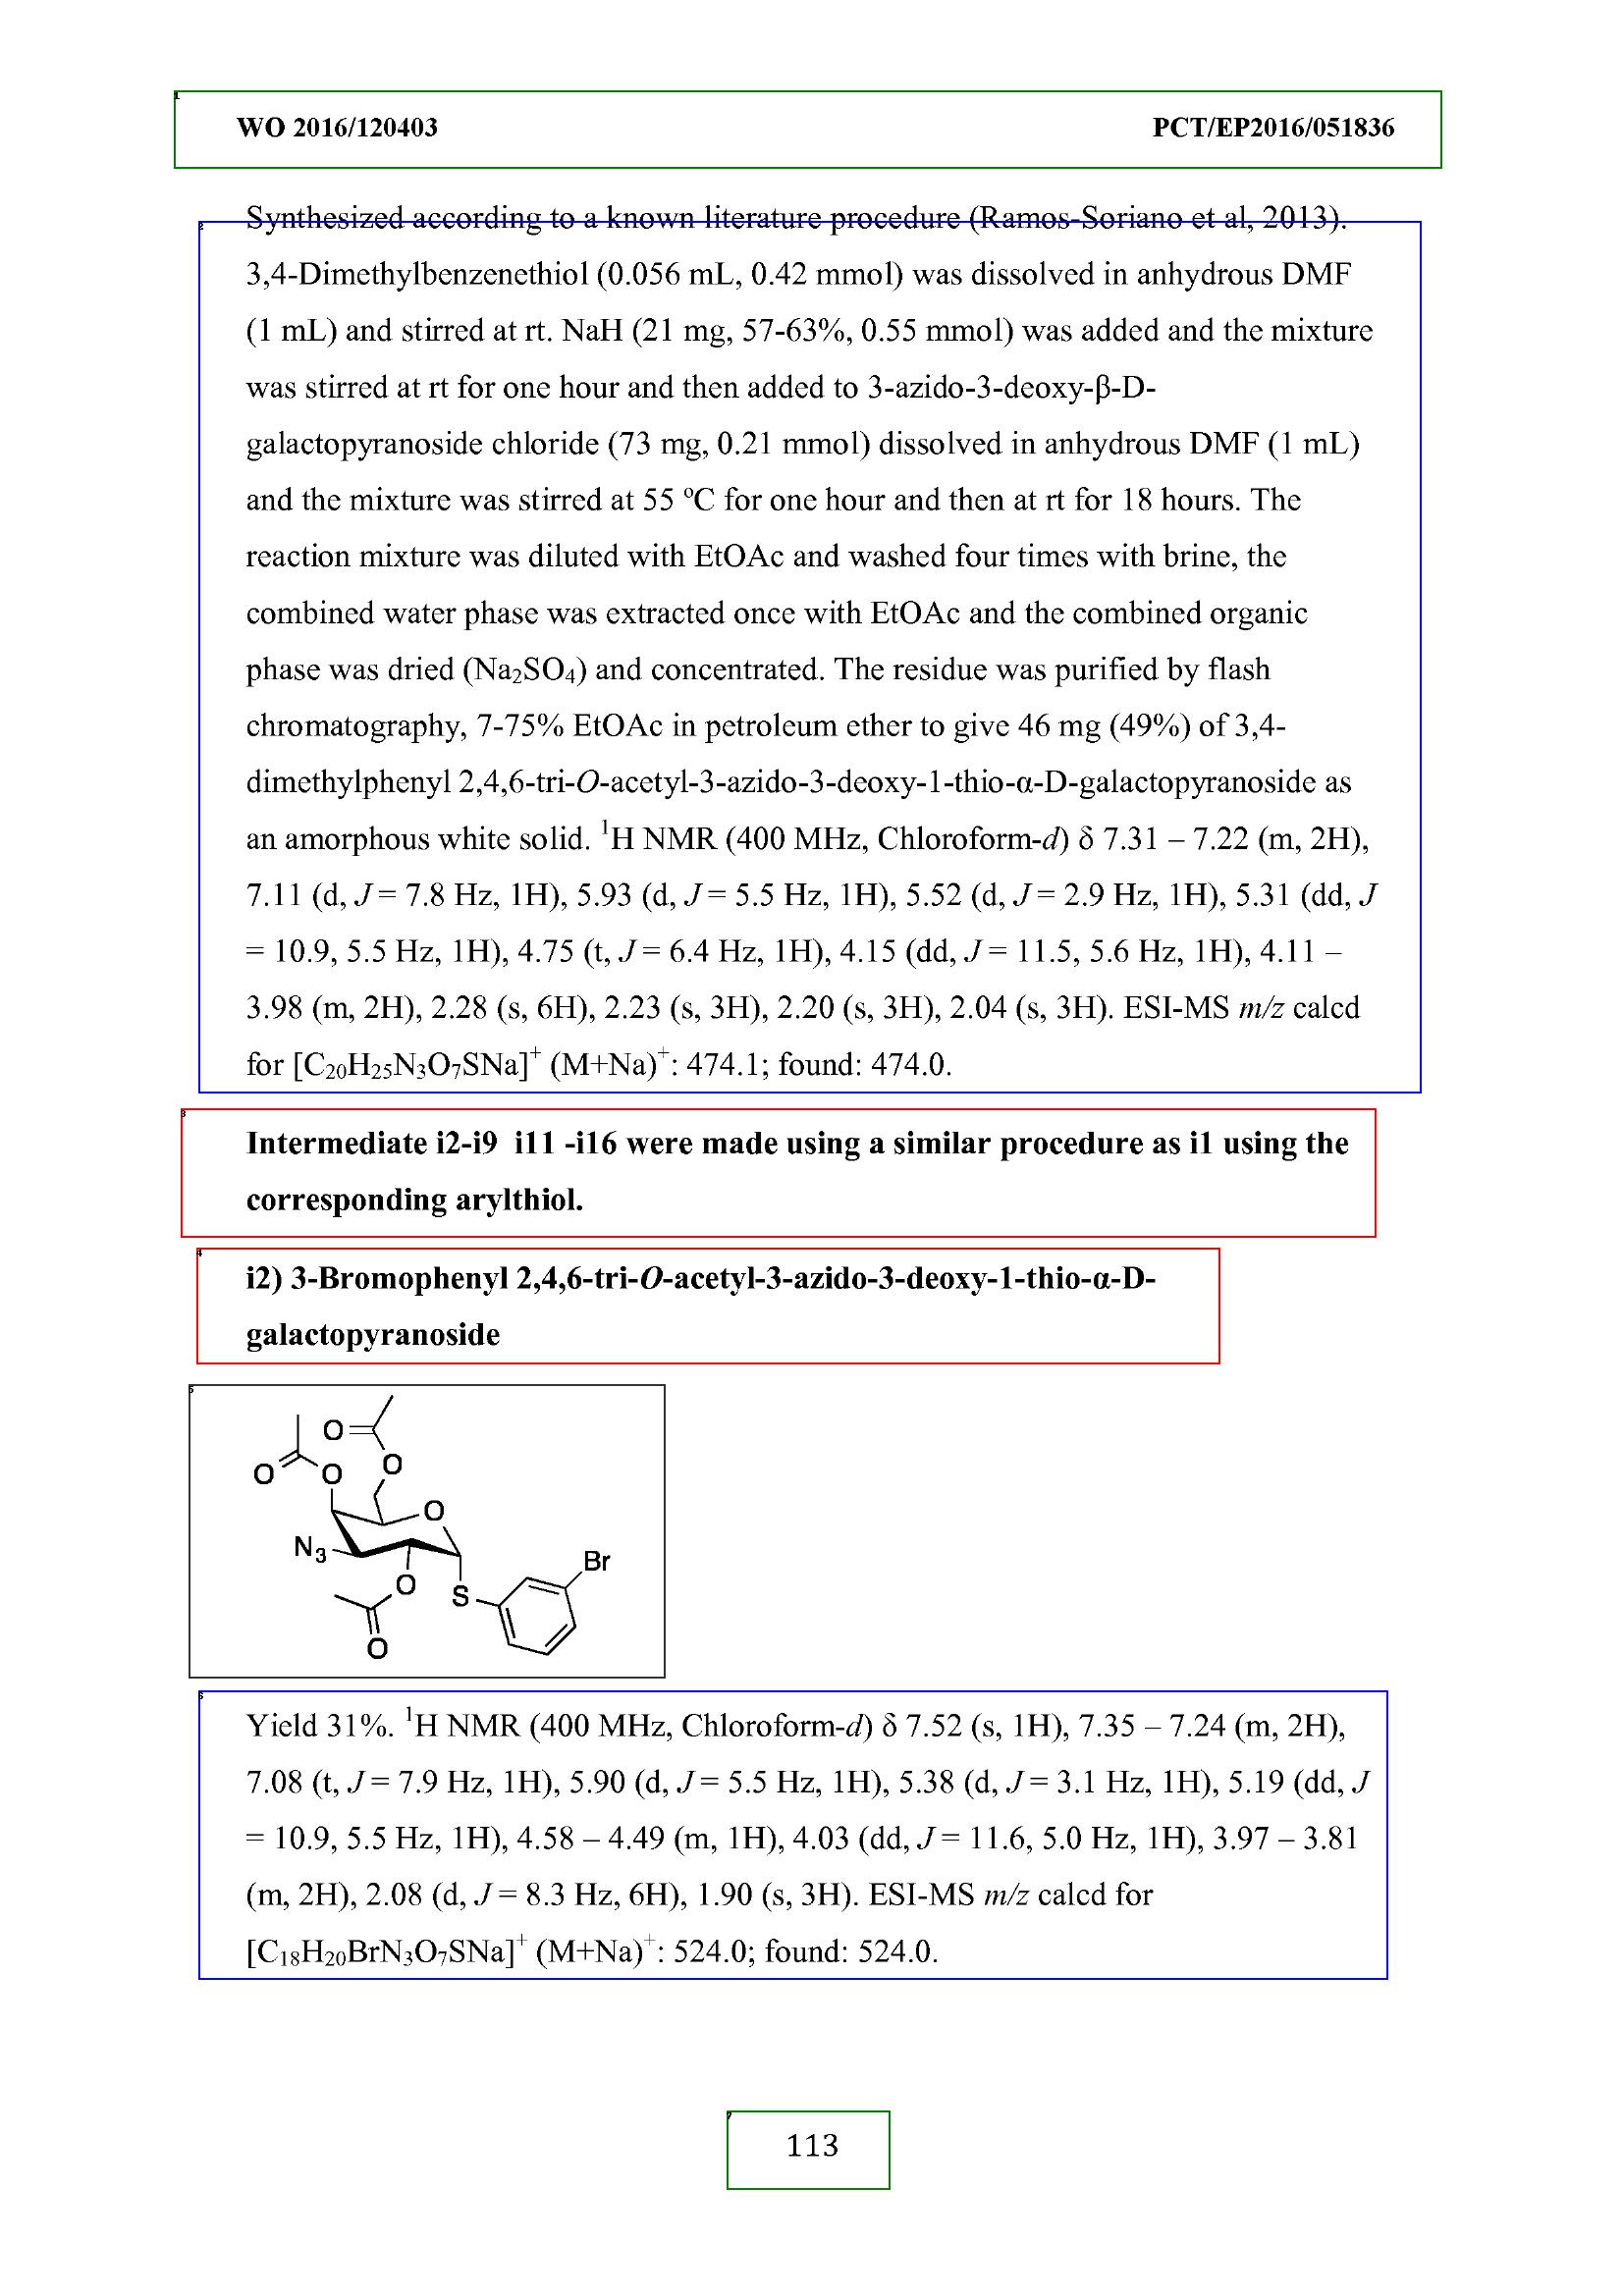 WO 2016/120403 PCT/EP2016/051836
Synthesized according to a known literature procedure (Ramos-Soriano et al, 2013).
3,4-Dimethylbenzenethiol (0.056 mL, 0.42 mmol) was dissolved in anhydrous DMF
(1 mL) and stirred at rt. NaH (21 mg, 57-63%, 0.55 mmol) was added and the mixture
was stirred at rt for one hour and then added to 3-azido-3-deoxy-β-D-
galactopyranoside chloride (73 mg, 0.21 mmol) dissolved in anhydrous DMF (1 mL)
and the mixture was stirred at 55 ºC for one hour and then at rt for 18 hours. The
reaction mixture was diluted with EtOAc and washed four times with brine, the
combined water phase was extracted once with EtOAc and the combined organic
phase was dried (Na₂SO₄) and concentrated. The residue was purified by flash
chromatography, 7-75% EtOAc in petroleum ether to give 46 mg (49%) of 3,4-
dimethylphenyl 2,4,6-tri-O-acetyl-3-azido-3-deoxy-1-thio-α-D-galactopyranoside as
an amorphous white solid. ¹H NMR (400 MHz, Chloroform-d) δ 7.31 – 7.22 (m, 2H),
7.11 (d, J = 7.8 Hz, 1H), 5.93 (d, J = 5.5 Hz, 1H), 5.52 (d, J = 2.9 Hz, 1H), 5.31 (dd, J
= 10.9, 5.5 Hz, 1H), 4.75 (t, J = 6.4 Hz, 1H), 4.15 (dd, J = 11.5, 5.6 Hz, 1H), 4.11 –
3.98 (m, 2H), 2.28 (s, 6H), 2.23 (s, 3H), 2.20 (s, 3H), 2.04 (s, 3H). ESI-MS m/z calcd
for [C₂₀H₂₅N₃O₇SNa]⁺ (M+Na)⁺: 474.1; found: 474.0.
Intermediate i2-i9  i11 -i16 were made using a similar procedure as i1 using the
corresponding arylthiol.
i2) 3-Bromophenyl 2,4,6-tri-O-acetyl-3-azido-3-deoxy-1-thio-α-D-
galactopyranoside
O
O
O O
O
N₃
Br
O
S
O
Yield 31%. ¹H NMR (400 MHz, Chloroform-d) δ 7.52 (s, 1H), 7.35 – 7.24 (m, 2H),
7.08 (t, J = 7.9 Hz, 1H), 5.90 (d, J = 5.5 Hz, 1H), 5.38 (d, J = 3.1 Hz, 1H), 5.19 (dd, J
= 10.9, 5.5 Hz, 1H), 4.58 – 4.49 (m, 1H), 4.03 (dd, J = 11.6, 5.0 Hz, 1H), 3.97 – 3.81
(m, 2H), 2.08 (d, J = 8.3 Hz, 6H), 1.90 (s, 3H). ESI-MS m/z calcd for
[C₁₈H₂₀BrN₃O₇SNa]⁺ (M+Na)⁺: 524.0; found: 524.0.
113